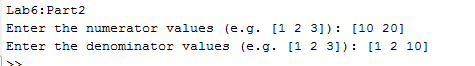 Lab6:Part2
Enter the numerator values (e.g. [1 2 3]): [10 20]
Enter the denominator values (e.g. [1 2 3]): [1 2 10]
>>